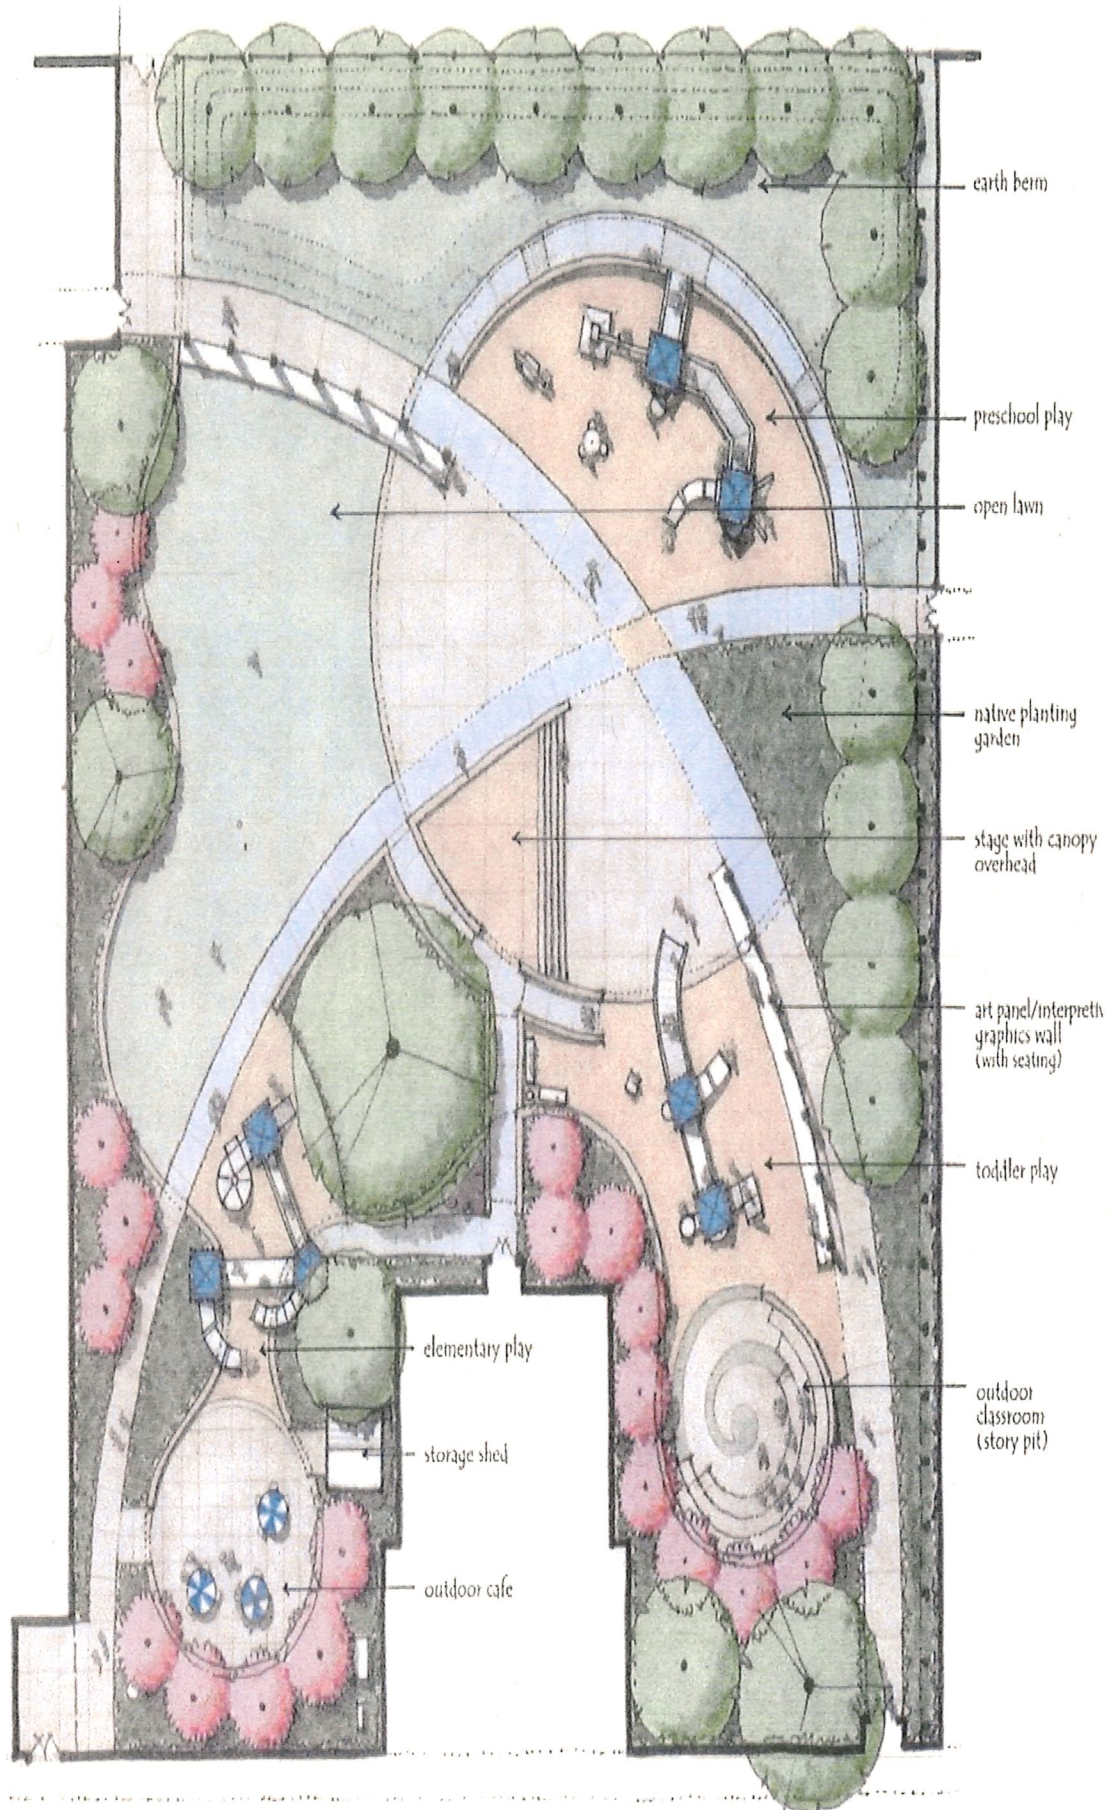 earth berm
preschool play
open lawn
native planting
garden
stage with canopy
overhead
art panel/interpretiv
graphics wall
(with seating)
toddler play
elementary play
outdoor
classroom
(story pit)
storage shed
outdoor cafe